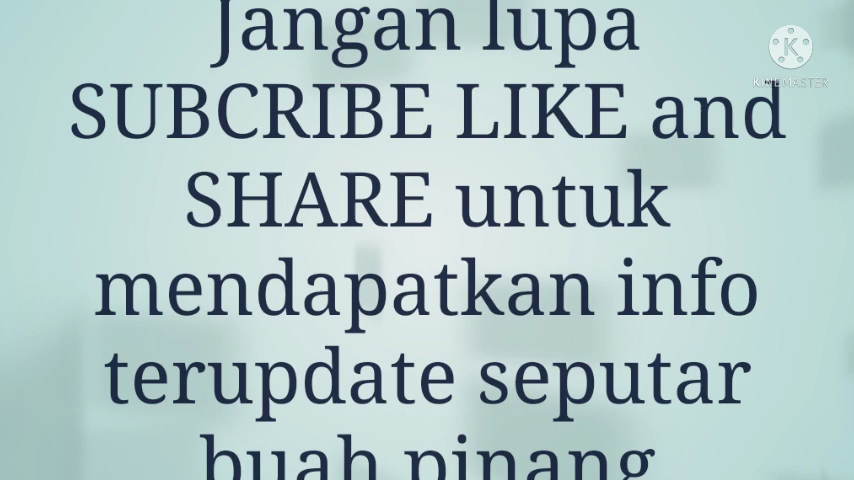 Jangan lupa
SUBCRIBE LIKE and
SHARE untuk
mendapatkan info
terupdate seputar
buah pinang
KINEMASTER